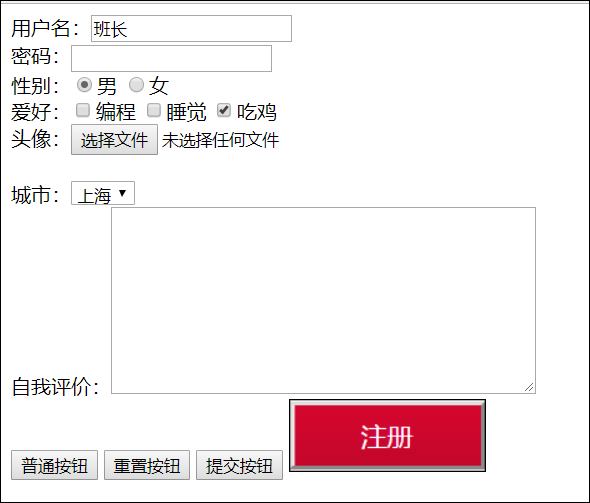 用户名：班长
密码：
性别：男 女
爱好：编程 睡觉 吃鸡
头像：选择文件 未选择任何文件
城市：上海
自我评价：
注册
普通按钮 重置按钮 提交按钮